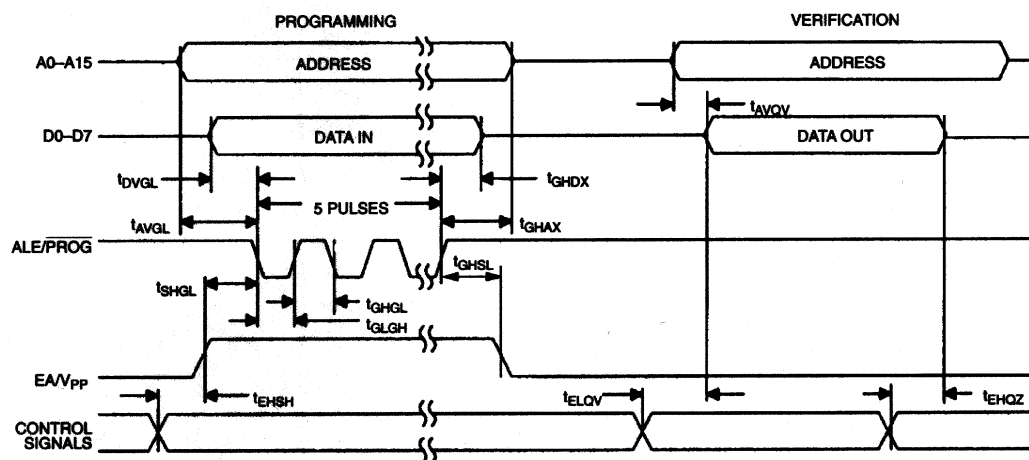 PROGRAMMING
VERIFICATION
A0–A15
ADDRESS
ADDRESS
tAVQV
D0–D7
DATA IN
DATA OUT
tDVGL
tGHDX
5 PULSES
tAVGL
tGHAX
ALE/PROG
tGHSL
tSHGL
tGHGL
tGLGH
EA/VPP
tEHSH
tELQV
tEHQZ
CONTROL
SIGNALS